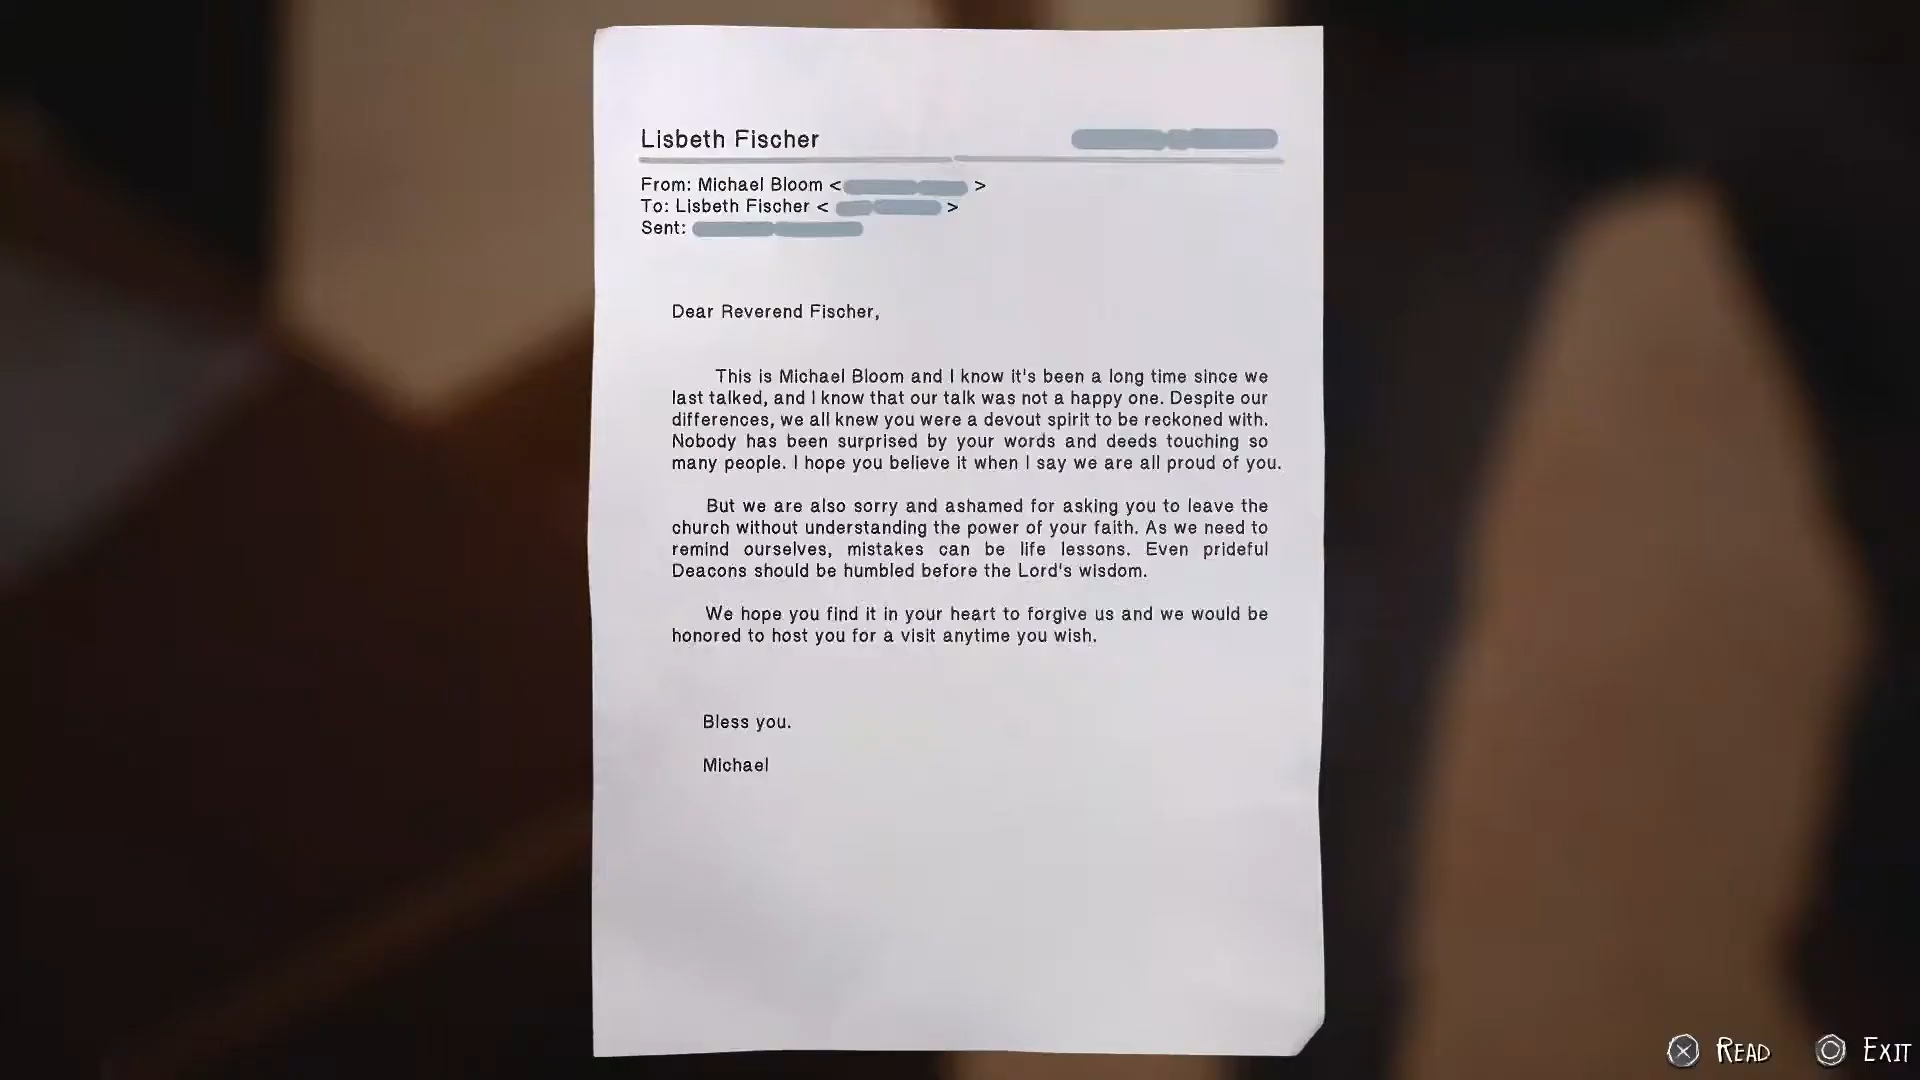 Lisbeth Fischer
From: Michael Bloom < >
To: Lisbeth Fischer < >
Sent:
Dear Reverend Fischer,
This is Michael Bloom and I know it's been a long time since we
last talked, and I know that our talk was not a happy one. Despite our
differences, we all knew you were a devout spirit to be reckoned with.
Nobody has been surprised by your words and deeds touching so
many people. I hope you believe it when I say we are all proud of you.
But we are also sorry and ashamed for asking you to leave the
church without understanding the power of your faith. As we need to
remind ourselves, mistakes can be life lessons. Even prideful
Deacons should be humbled before the Lord's wisdom.
We hope you find it in your heart to forgive us and we would be
honored to host you for a visit anytime you wish.
Bless you.
Michael
READ
EXIT